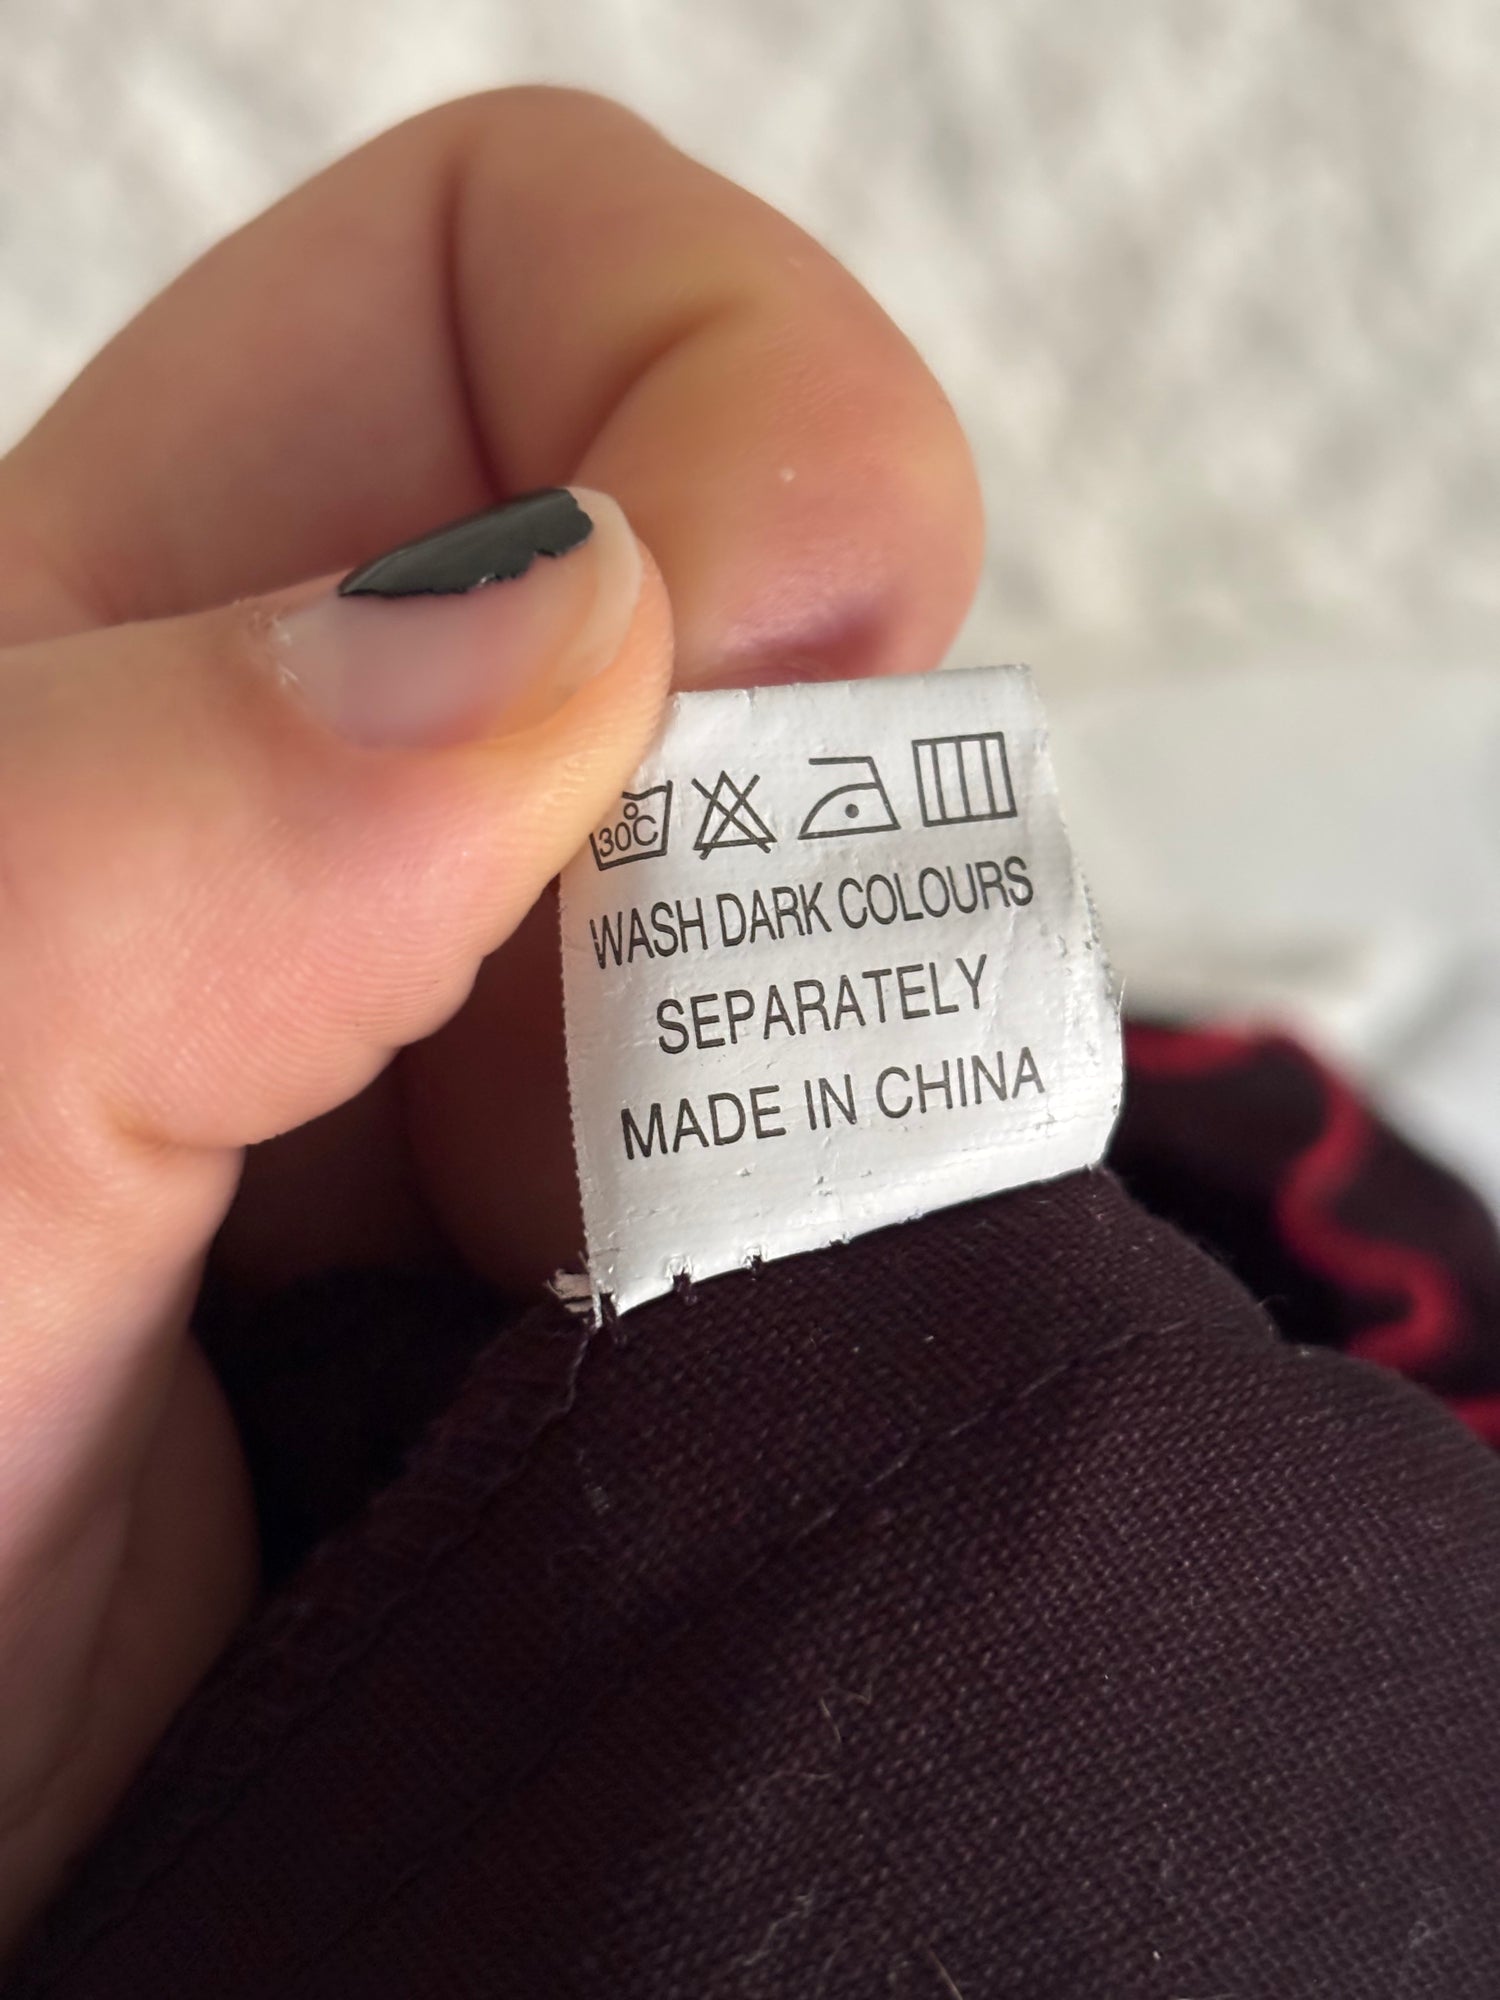 30°C
WASH DARK COLOURS
SEPARATELY
MADE IN CHINA